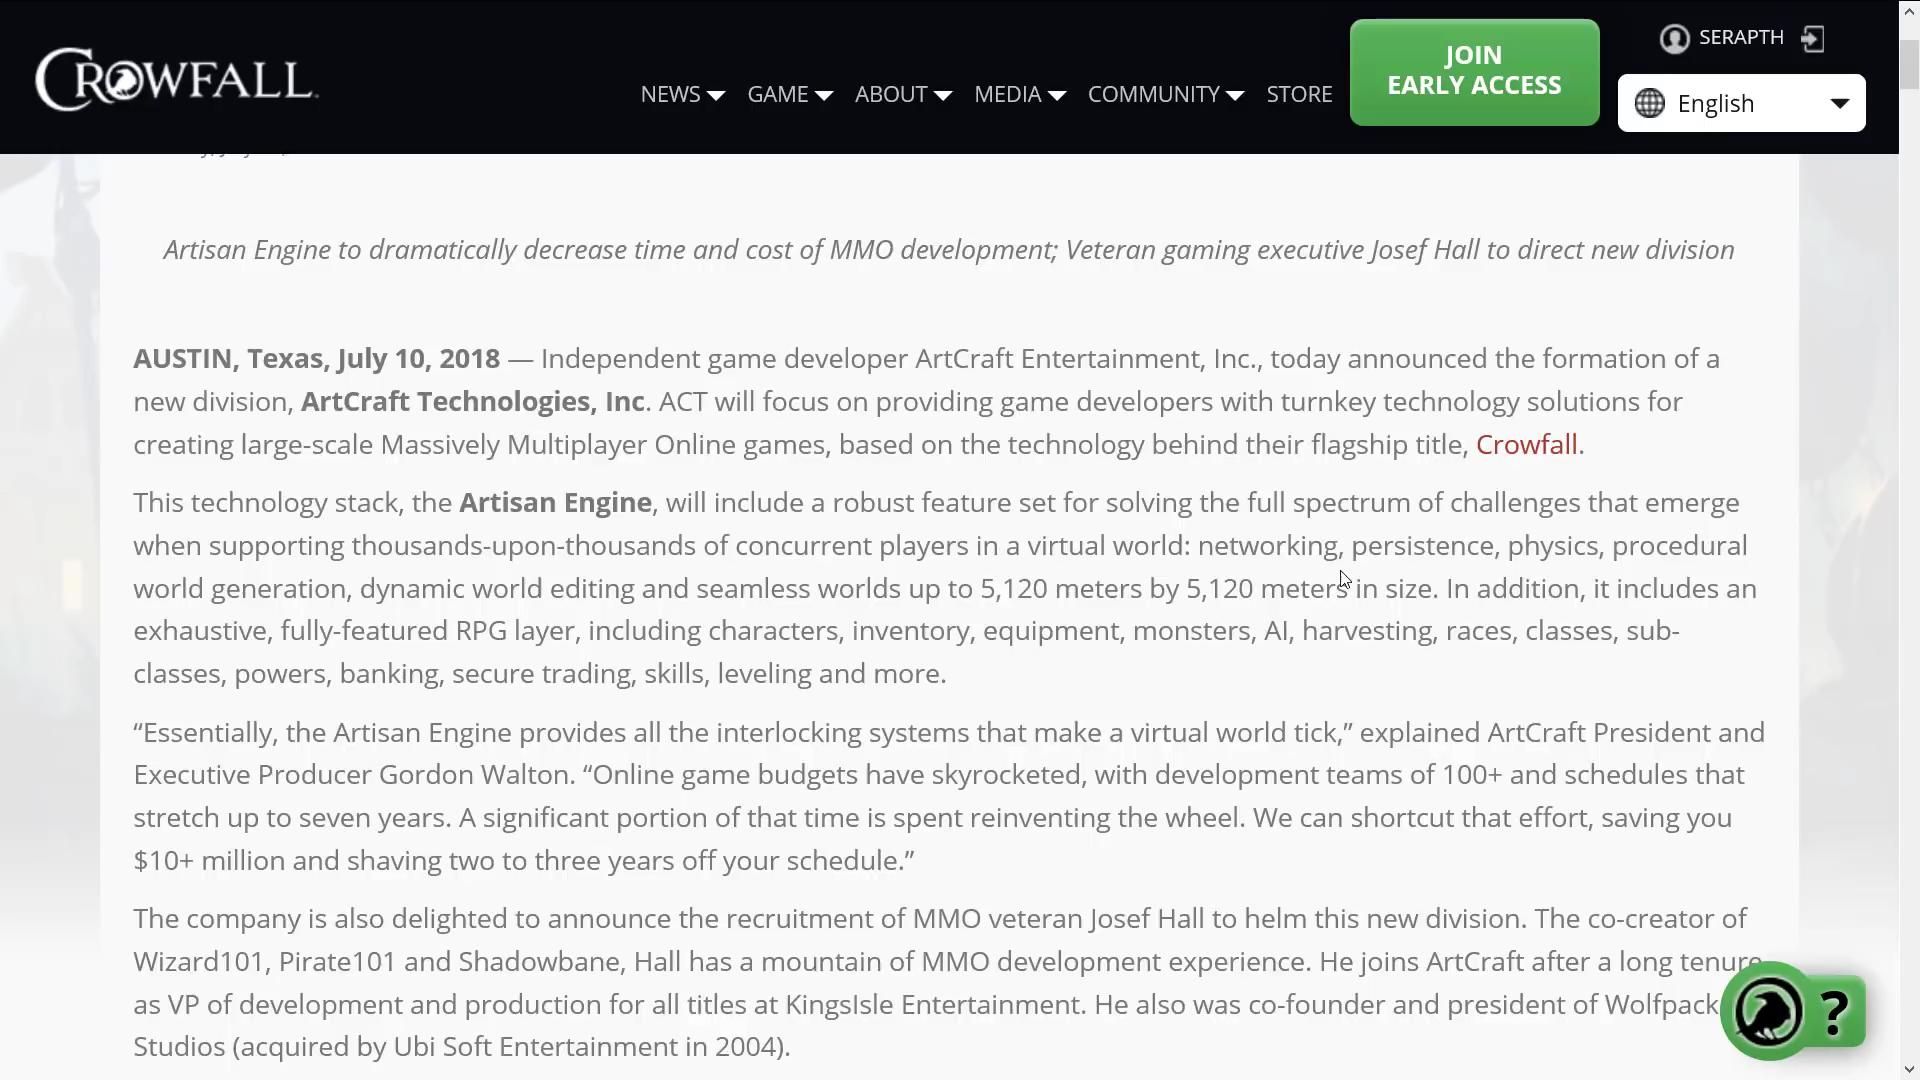 CROWFALL
NEWS
GAME
ABOUT
MEDIA
COMMUNITY
STORE
JOIN
EARLY ACCESS
SERAPTH
English
Artisan Engine to dramatically decrease time and cost of MMO development; Veteran gaming executive Josef Hall to direct new division
AUSTIN, Texas, July 10, 2018 — Independent game developer ArtCraft Entertainment, Inc., today announced the formation of a
new division, ArtCraft Technologies, Inc. ACT will focus on providing game developers with turnkey technology solutions for
creating large-scale Massively Multiplayer Online games, based on the technology behind their flagship title, Crowfall.
This technology stack, the Artisan Engine, will include a robust feature set for solving the full spectrum of challenges that emerge
when supporting thousands-upon-thousands of concurrent players in a virtual world: networking, persistence, physics, procedural
world generation, dynamic world editing and seamless worlds up to 5,120 meters by 5,120 meters in size. In addition, it includes an
exhaustive, fully-featured RPG layer, including characters, inventory, equipment, monsters, AI, harvesting, races, classes, sub-
classes, powers, banking, secure trading, skills, leveling and more.
“Essentially, the Artisan Engine provides all the interlocking systems that make a virtual world tick,” explained ArtCraft President and
Executive Producer Gordon Walton. “Online game budgets have skyrocketed, with development teams of 100+ and schedules that
stretch up to seven years. A significant portion of that time is spent reinventing the wheel. We can shortcut that effort, saving you
$10+ million and shaving two to three years off your schedule.”
The company is also delighted to announce the recruitment of MMO veteran Josef Hall to helm this new division. The co-creator of
Wizard101, Pirate101 and Shadowbane, Hall has a mountain of MMO development experience. He joins ArtCraft after a long tenure
as VP of development and production for all titles at KingsIsle Entertainment. He also was co-founder and president of Wolfpack
Studios (acquired by Ubi Soft Entertainment in 2004).
?